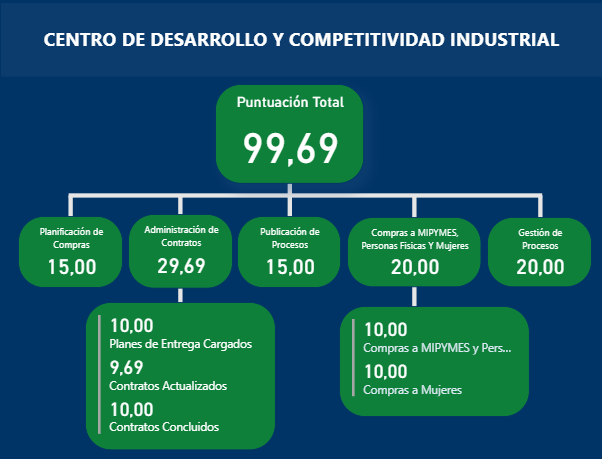 CENTRO DE DESARROLLO Y COMPETITIVIDAD INDUSTRIAL
Puntuación Total
99,69
Planificación de
Compras
15,00
Administración de
Contratos
29,69
Publicación de
Procesos
15,00
Compras a MIPYMES,
Personas Fisicas Y Mujeres
20,00
Gestión de
Procesos
20,00
10,00
Planes de Entrega Cargados
9,69
Contratos Actualizados
10,00
Contratos Concluidos
10,00
Compras a MIPYMES y Pers...
10,00
Compras a Mujeres